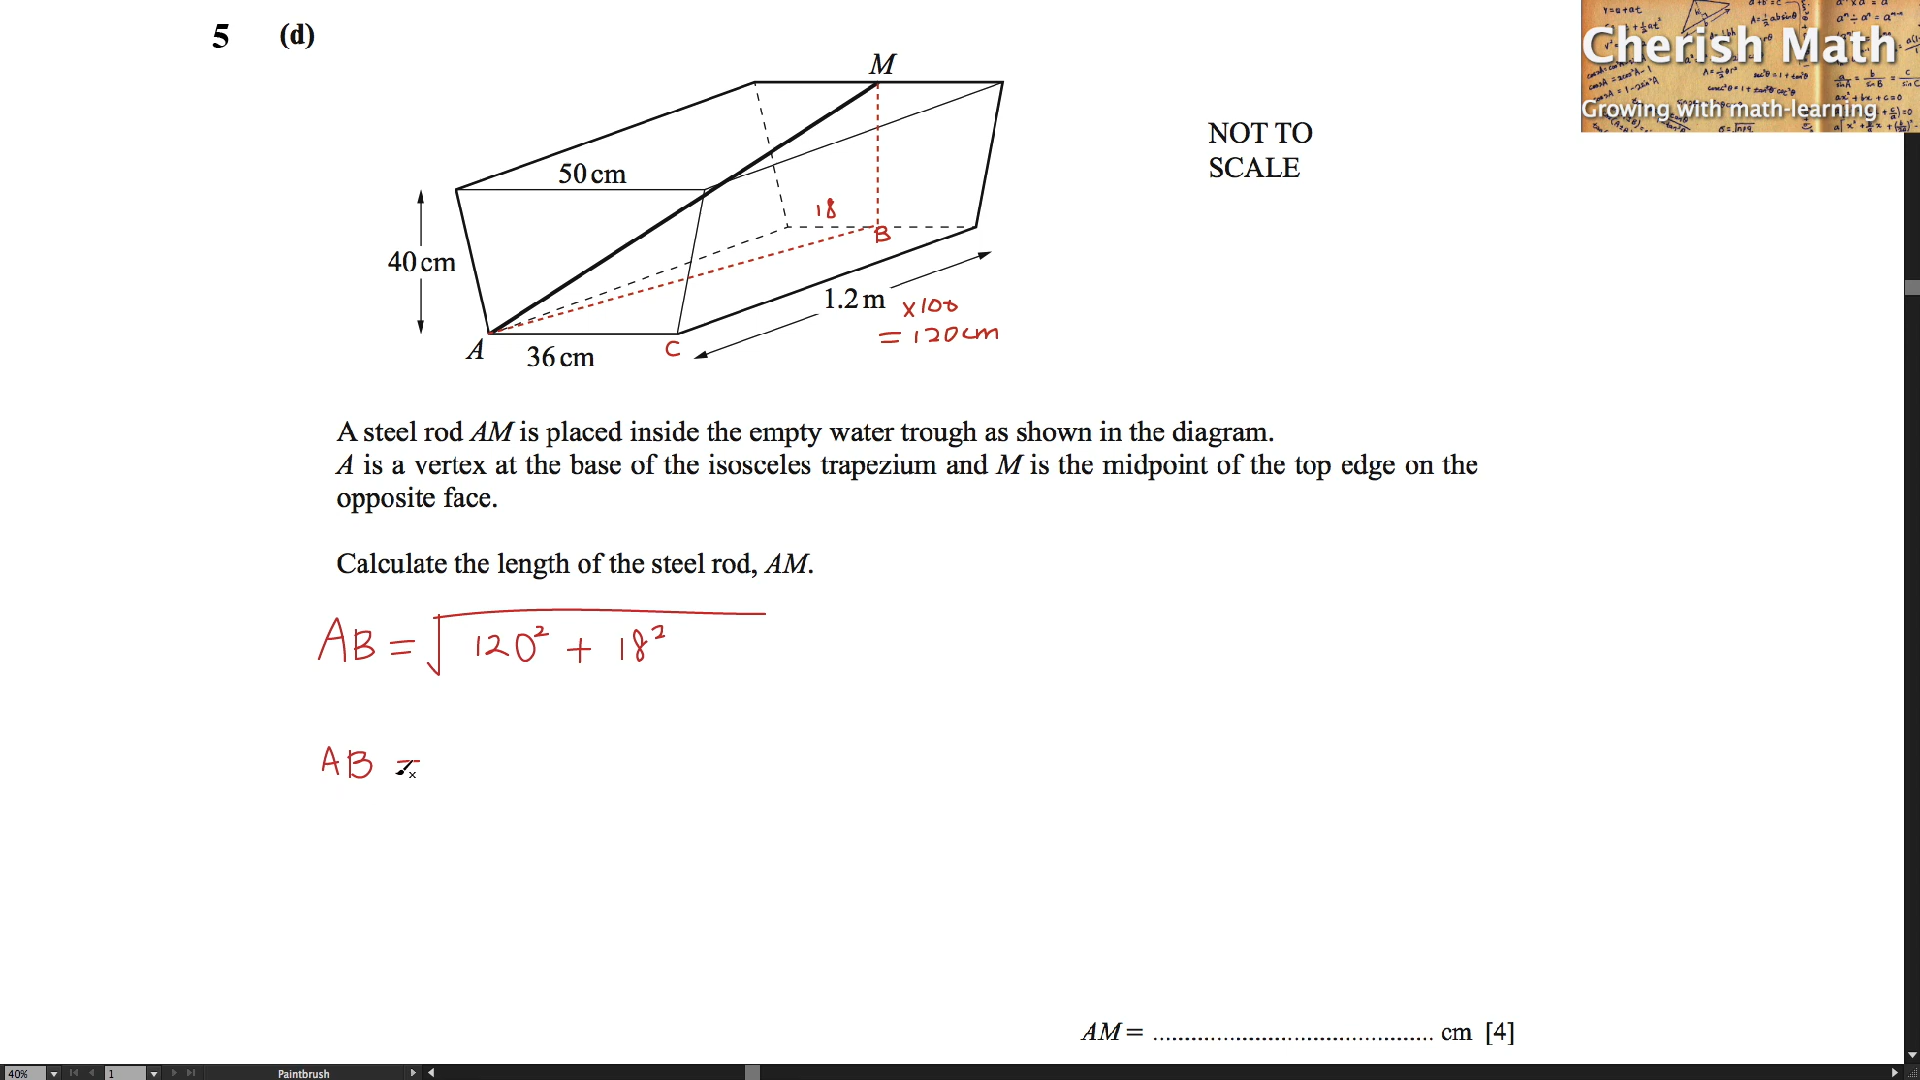 5 (d)
M
50 cm
40 cm
18
B
1.2 m ×100
= 120cm
A 36 cm C
NOT TO
SCALE
Cherish Math
Growing with math-learning
A steel rod AM is placed inside the empty water trough as shown in the diagram.
A is a vertex at the base of the isosceles trapezium and M is the midpoint of the top edge on the
opposite face.
Calculate the length of the steel rod, AM.
AB = √120² + 18²
AB =
AM = ............................................ cm [4]
40% 1 Paintbrush